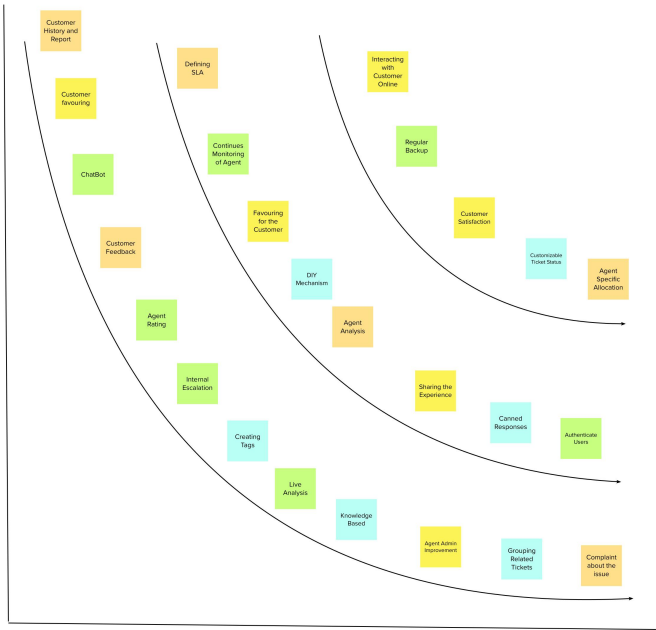 Customer
History and
Report
Customer
favouring
ChatBot
Customer
Feedback
Agent
Rating
Internal
Escalation
Creating
Tags
Live
Analysis
Knowledge
Based
Agent Admin
Improvement
Grouping
Related
Tickets
Complaint
about the
issue
Defining
SLA
Continues
Monitoring
of Agent
Favouring
for the
Customer
DIY
Mechanism
Agent
Analysis
Sharing the
Experience
Canned
Responses
Authenticate
Users
Interacting
with
Customer
Online
Regular
Backup
Customer
Satisfaction
Customizable
Ticket Status
Agent
Specific
Allocation